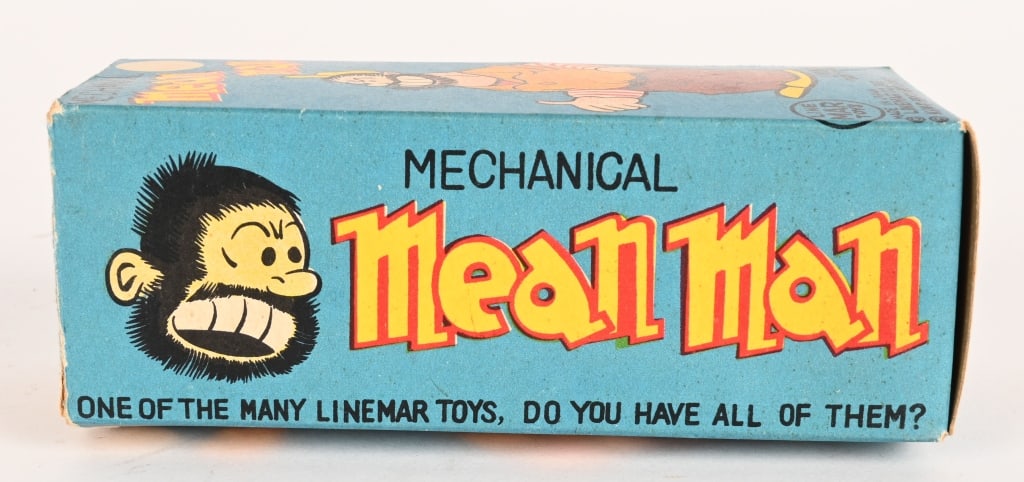 MECHANICAL
mean man
ONE OF THE MANY LINEMAR TOYS, DO YOU HAVE ALL OF THEM?